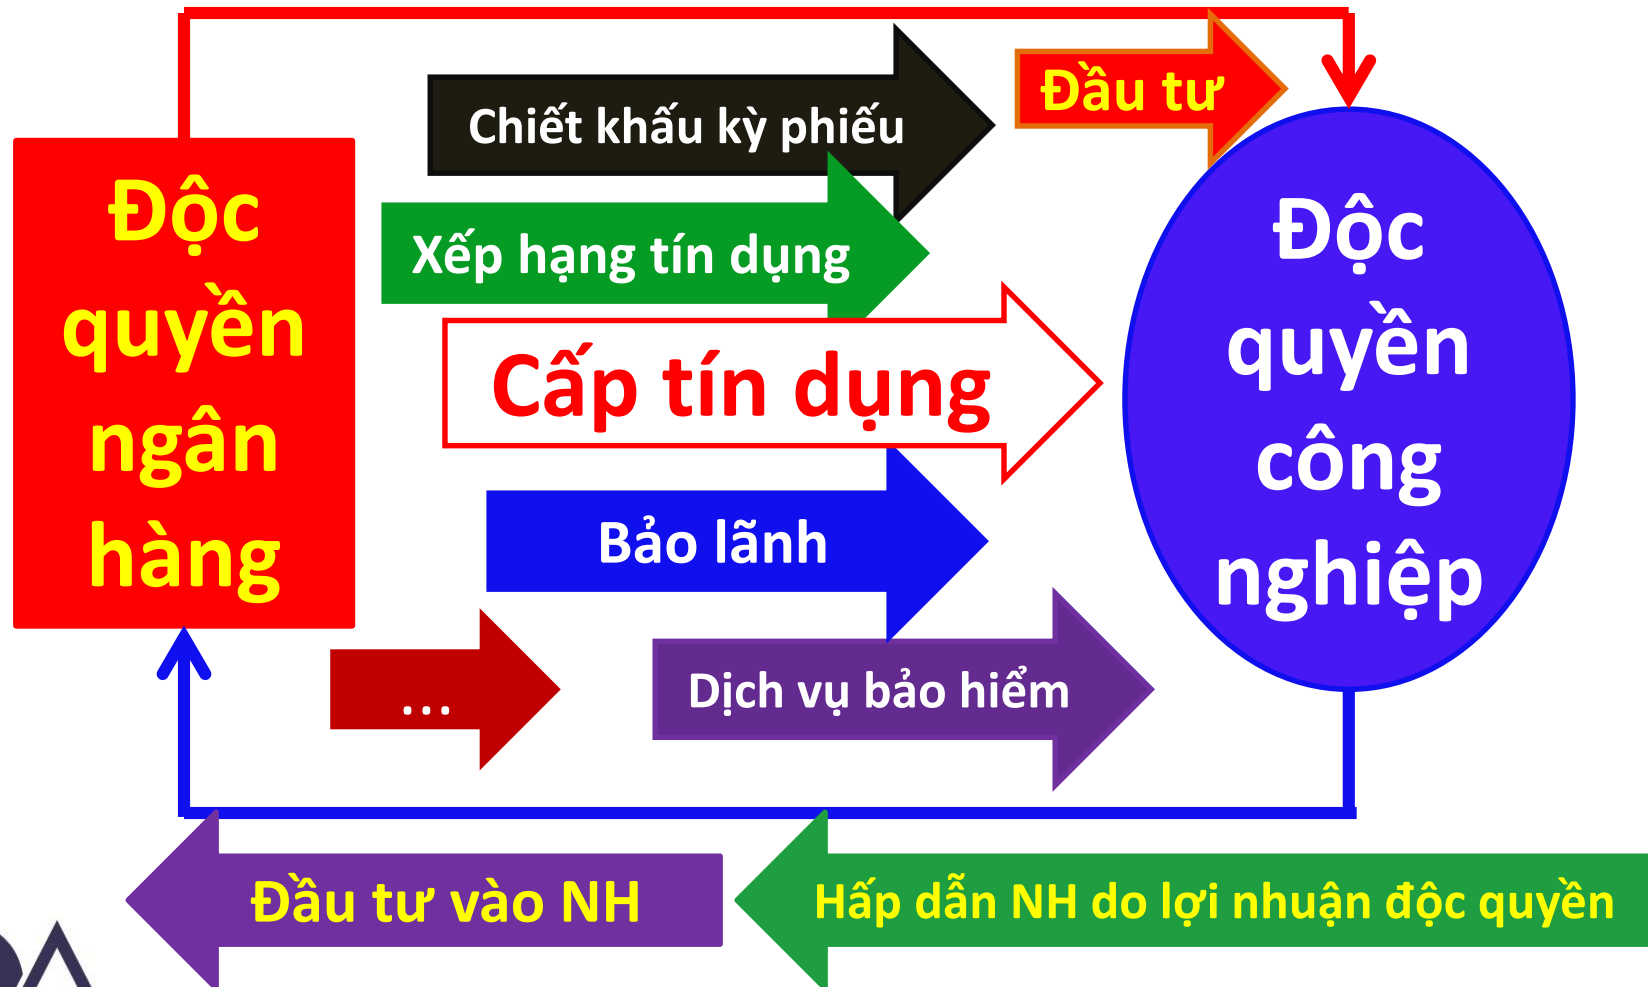 Đầu tư
Chiết khấu kỳ phiếu
Độc
quyền
ngân
hàng
Xếp hạng tín dụng
Cấp tín dụng
Bảo lãnh
...
Dịch vụ bảo hiểm
Độc
quyền
công
nghiệp
Đầu tư vào NH
Hấp dẫn NH do lợi nhuận độc quyền